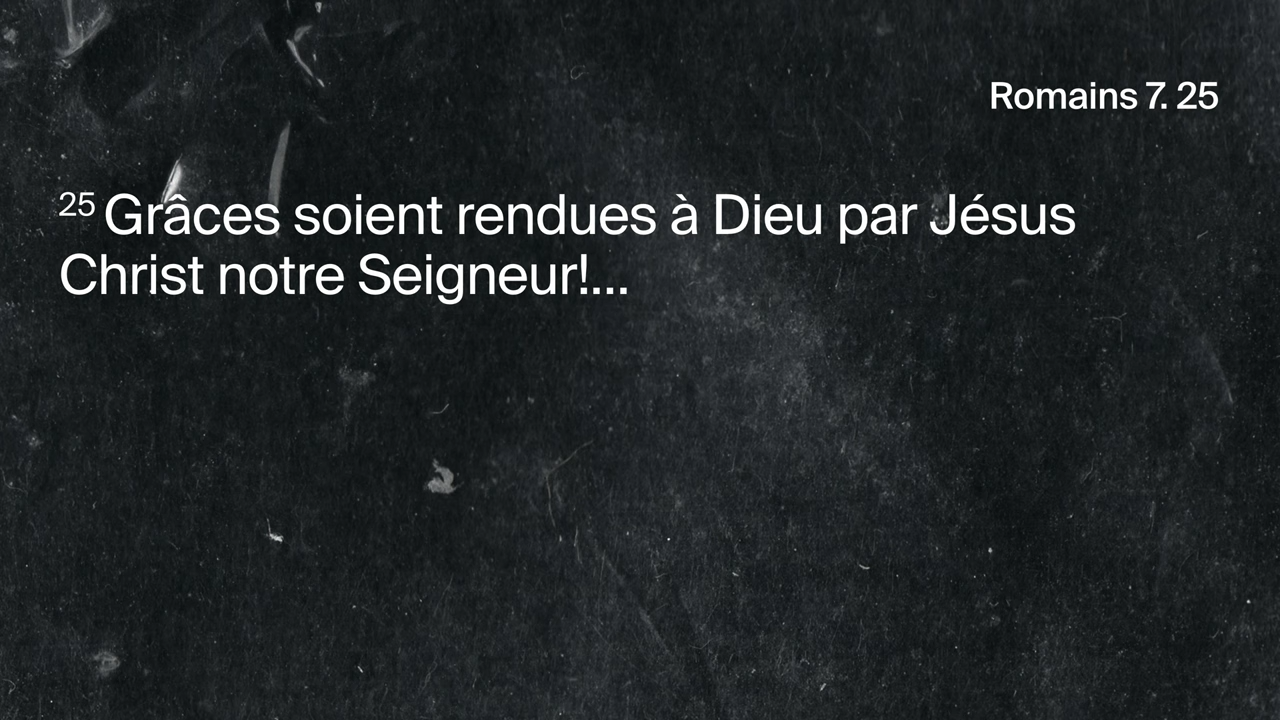 Romains 7. 25
25 Grâces soient rendues à Dieu par Jésus
Christ notre Seigneur!...